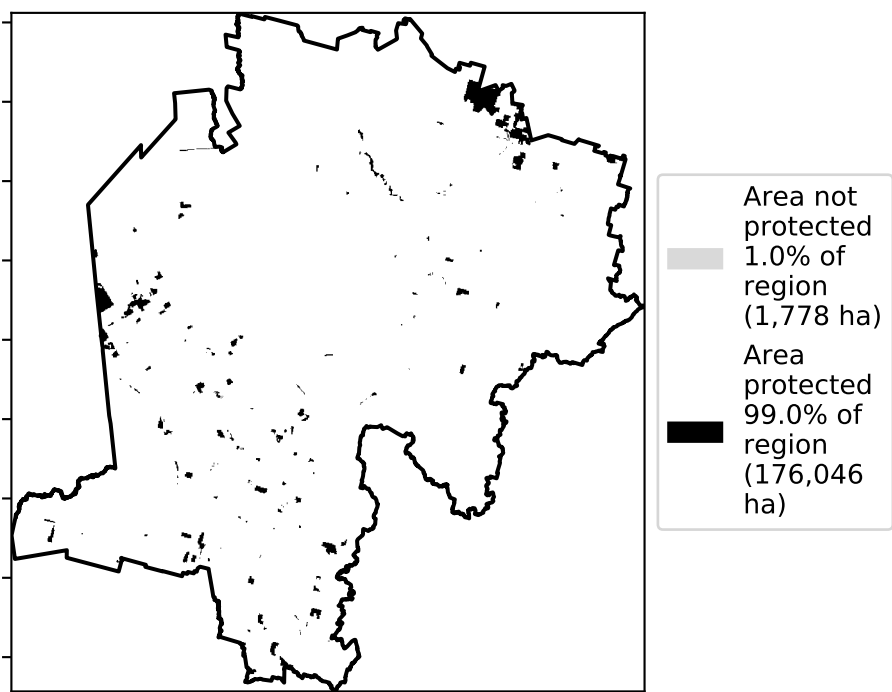 Area not
protected
1.0% of
region
(1,778 ha)
Area
protected
99.0% of
region
(176,046
ha)